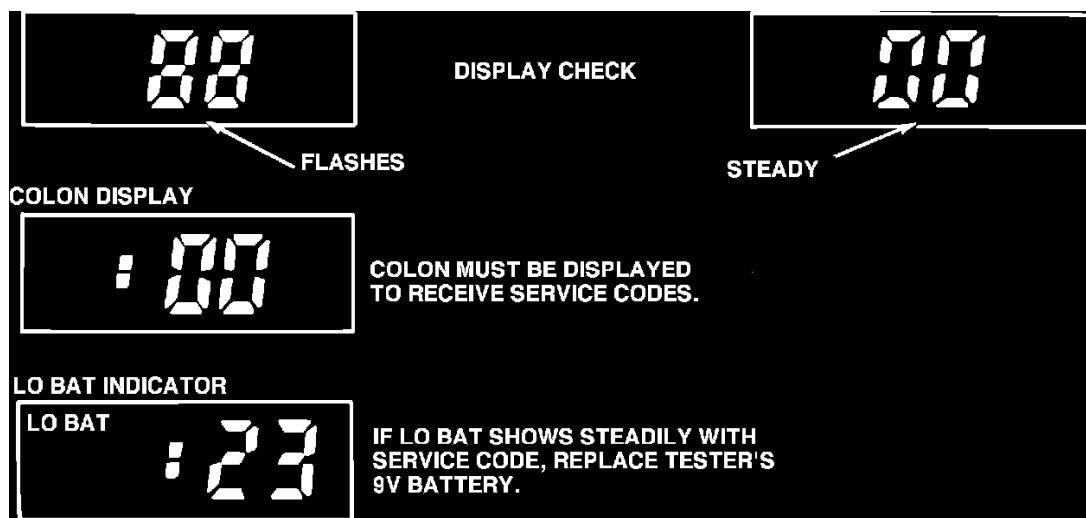 88
DISPLAY CHECK
00
FLASHES
STEADY
COLON DISPLAY
:00
COLON MUST BE DISPLAYED
TO RECEIVE SERVICE CODES.
LO BAT INDICATOR
LO BAT
:23
IF LO BAT SHOWS STEADILY WITH
SERVICE CODE, REPLACE TESTER'S
9V BATTERY.